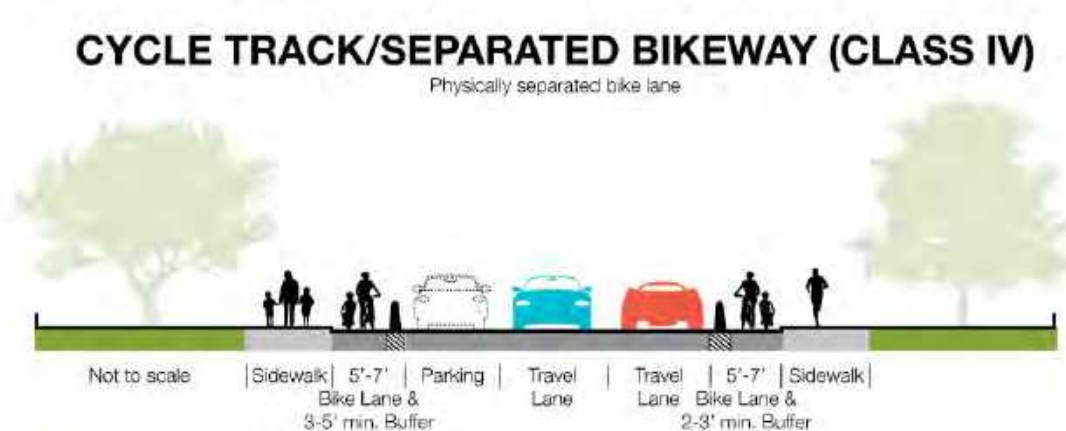 CYCLE TRACK/SEPARATED BIKEWAY (CLASS IV)
Physically separated bike lane
Not to scale |Sidewalk| 5'-7' | Parking | Travel | Travel | 5'-7' |Sidewalk|
Bike Lane & Lane Lane Bike Lane &
3-5' min. Buffer 2-3' min. Buffer